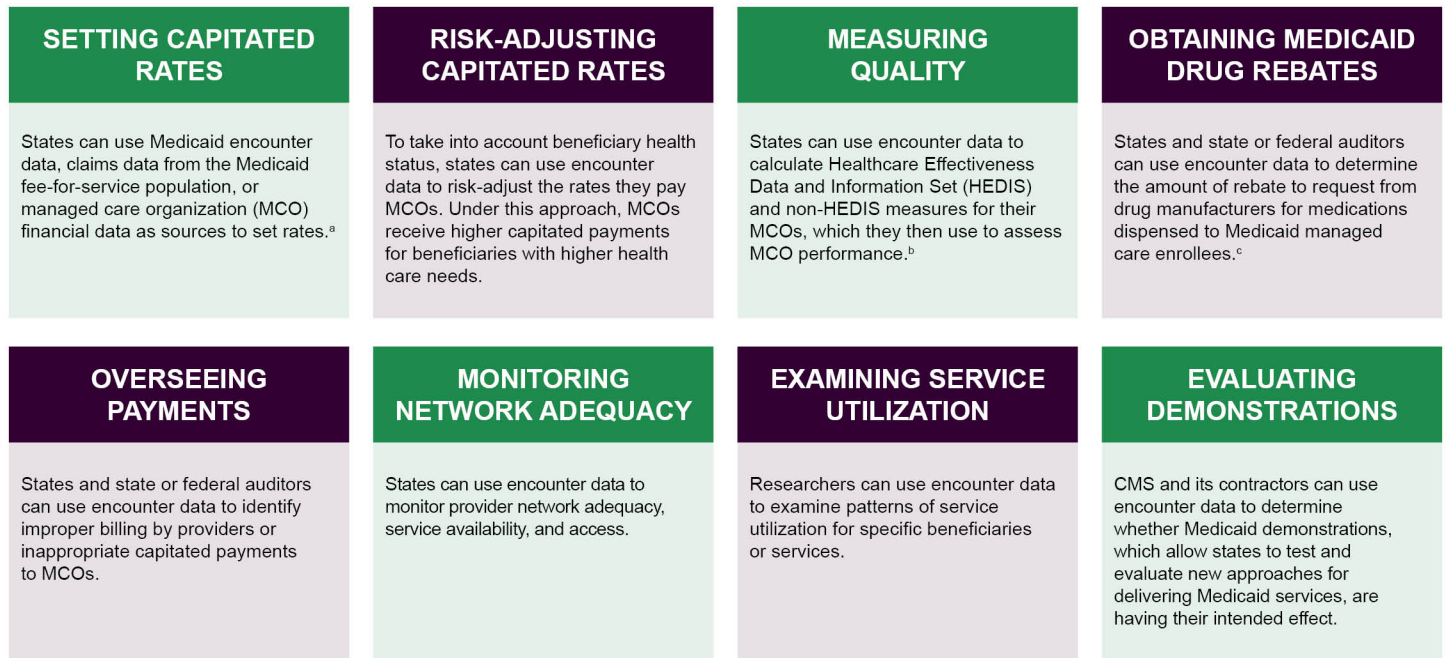 SETTING CAPITATED
RATES
States can use Medicaid encounter
data, claims data from the Medicaid
fee-for-service population, or
managed care organization (MCO)
financial data as sources to set rates.ᵃ
RISK-ADJUSTING
CAPITATED RATES
To take into account beneficiary health
status, states can use encounter
data to risk-adjust the rates they pay
MCOs. Under this approach, MCOs
receive higher capitated payments
for beneficiaries with higher health
care needs.
MEASURING
QUALITY
States can use encounter data to
calculate Healthcare Effectiveness
Data and Information Set (HEDIS)
and non-HEDIS measures for their
MCOs, which they then use to assess
MCO performance.ᵇ
OBTAINING MEDICAID
DRUG REBATES
States and state or federal auditors
can use encounter data to determine
the amount of rebate to request from
drug manufacturers for medications
dispensed to Medicaid managed
care enrollees.ᶜ
OVERSEEING
PAYMENTS
States and state or federal auditors
can use encounter data to identify
improper billing by providers or
inappropriate capitated payments
to MCOs.
MONITORING
NETWORK ADEQUACY
States can use encounter data to
monitor provider network adequacy,
service availability, and access.
EXAMINING SERVICE
UTILIZATION
Researchers can use encounter data
to examine patterns of service
utilization for specific beneficiaries
or services.
EVALUATING
DEMONSTRATIONS
CMS and its contractors can use
encounter data to determine
whether Medicaid demonstrations,
which allow states to test and
evaluate new approaches for
delivering Medicaid services, are
having their intended effect.